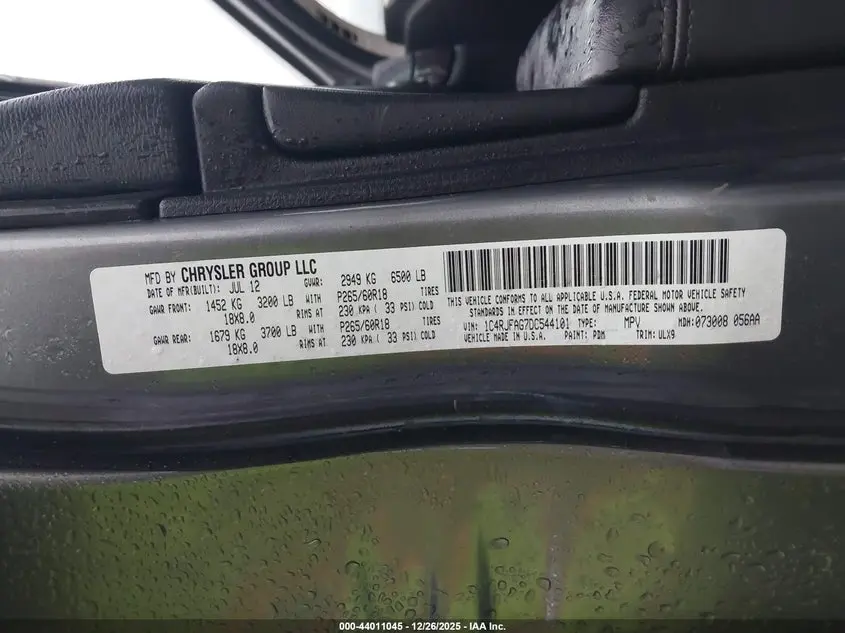 MFD BY CHRYSLER GROUP LLC
DATE OF MFR(BUILT): JUL 12 GVWR: 2949 KG 6500 LB
GAWR FRONT: 1452 KG 3200 LB WITH P265/60R18 TIRES
18X8.0 RIMS AT 230 KPA ( 33 PSI) COLD
GAWR REAR: 1679 KG 3700 LB WITH P265/60R18 TIRES
18X8.0 RIMS AT 230 KPA ( 33 PSI) COLD
THIS VEHICLE CONFORMS TO ALL APPLICABLE U.S.A. FEDERAL MOTOR VEHICLE SAFETY
STANDARDS IN EFFECT ON THE DATE OF MANUFACTURE SHOWN ABOVE.
VIN: 1C4RJFAG7DC544101 TYPE: MPV MDH:073008 056AA
VEHICLE MADE IN U.S.A. PAINT: PDM TRIM:ULX9
000-44011045 - 12/26/2025 - IAA Inc.